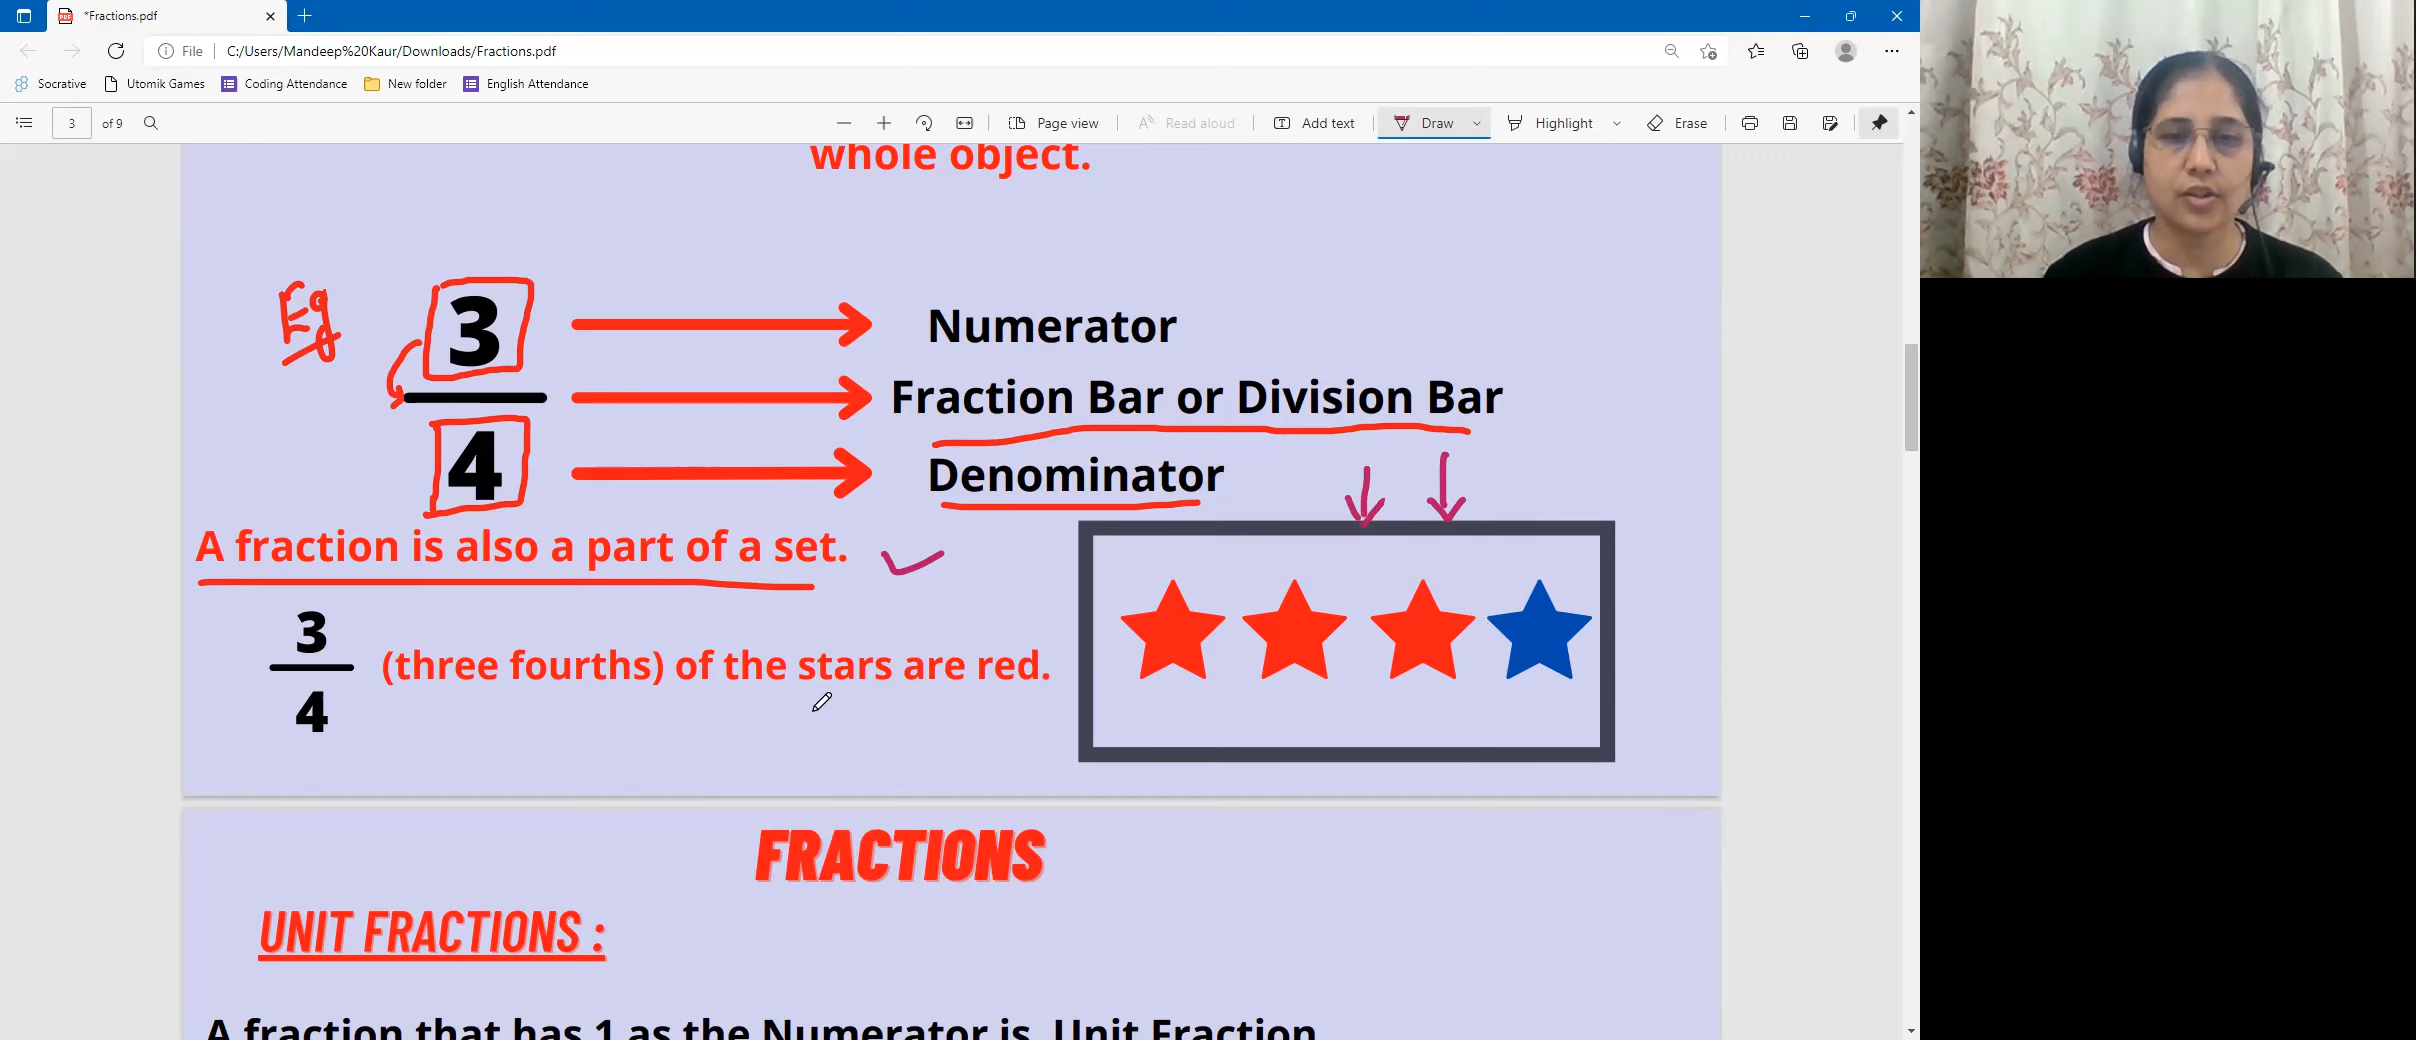 *Fractions.pdf
File C:/Users/Mandeep%20Kaur/Downloads/Fractions.pdf
Socrative Utomik Games Coding Attendance New folder English Attendance
3 of 9 Page view Read aloud Add text Draw Highlight Erase
whole object.
Eg
3 Numerator
Fraction Bar or Division Bar
4 Denominator
A fraction is also a part of a set.
3
(three fourths) of the stars are red.
4
FRACTIONS
UNIT FRACTIONS :
A fraction that has 1 as the Numerator is Unit Fraction